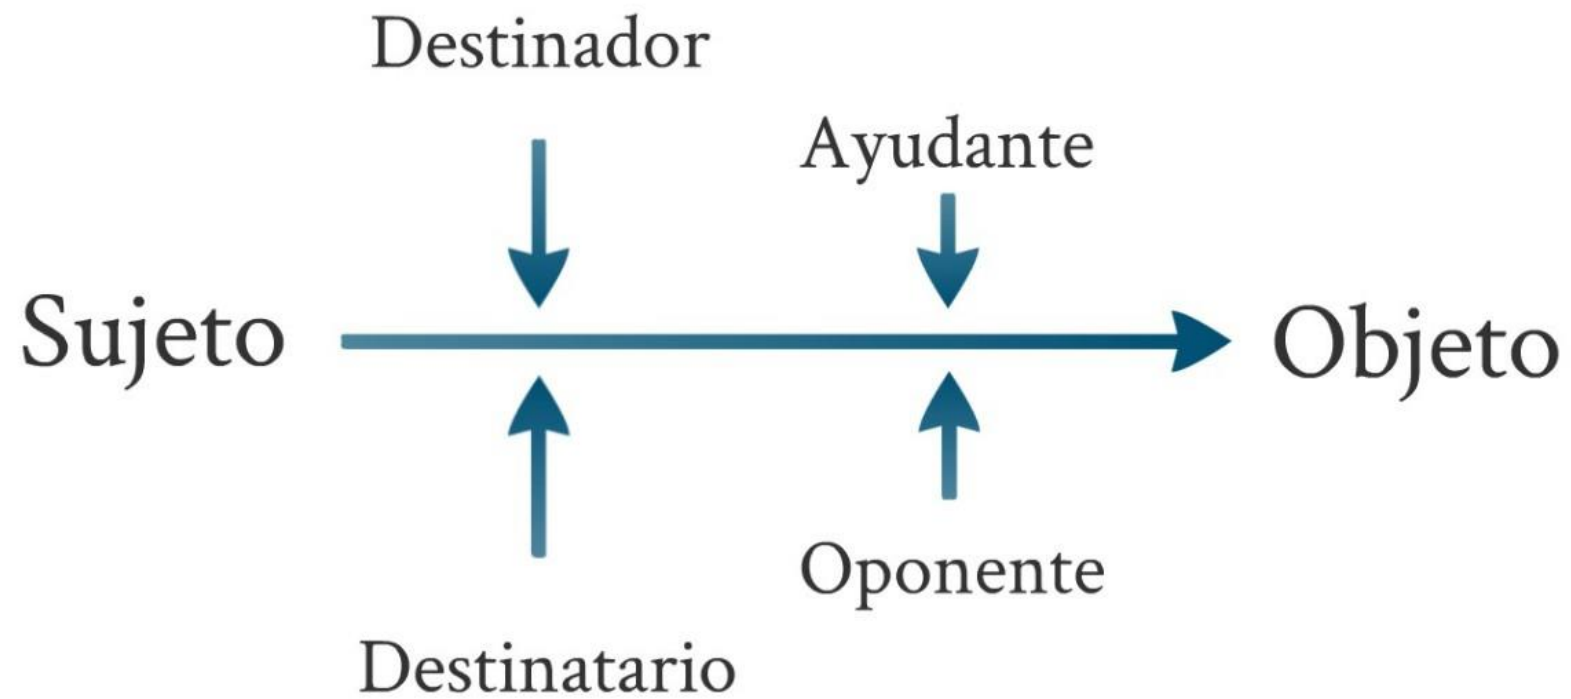 Destinador
Ayudante
Sujeto
Objeto
Oponente
Destinatario